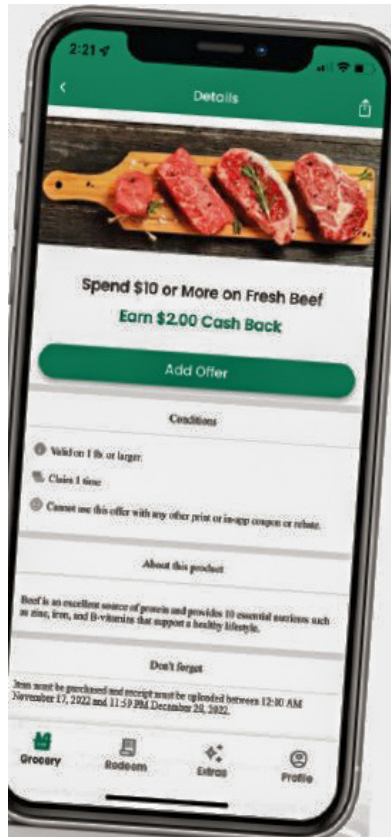 2:21
Details
Spend $10 or More on Fresh Beef
Earn $2.00 Cash Back
Add Offer
Conditions
Valid on 1 lb. or larger.
Claim 1 time
Cannot use this offer with any other print or in-app coupon or rebate.
About this product
Beef is an excellent source of protein and provides 10 essential nutrients such
as zinc, iron, and B-vitamins that support a healthy lifestyle.
Don't forget
Item must be purchased and receipt must be uploaded between 12:00 AM
November 17, 2022 and 11:59 PM December 2022.
Grocery
Redeem
Extras
Profile